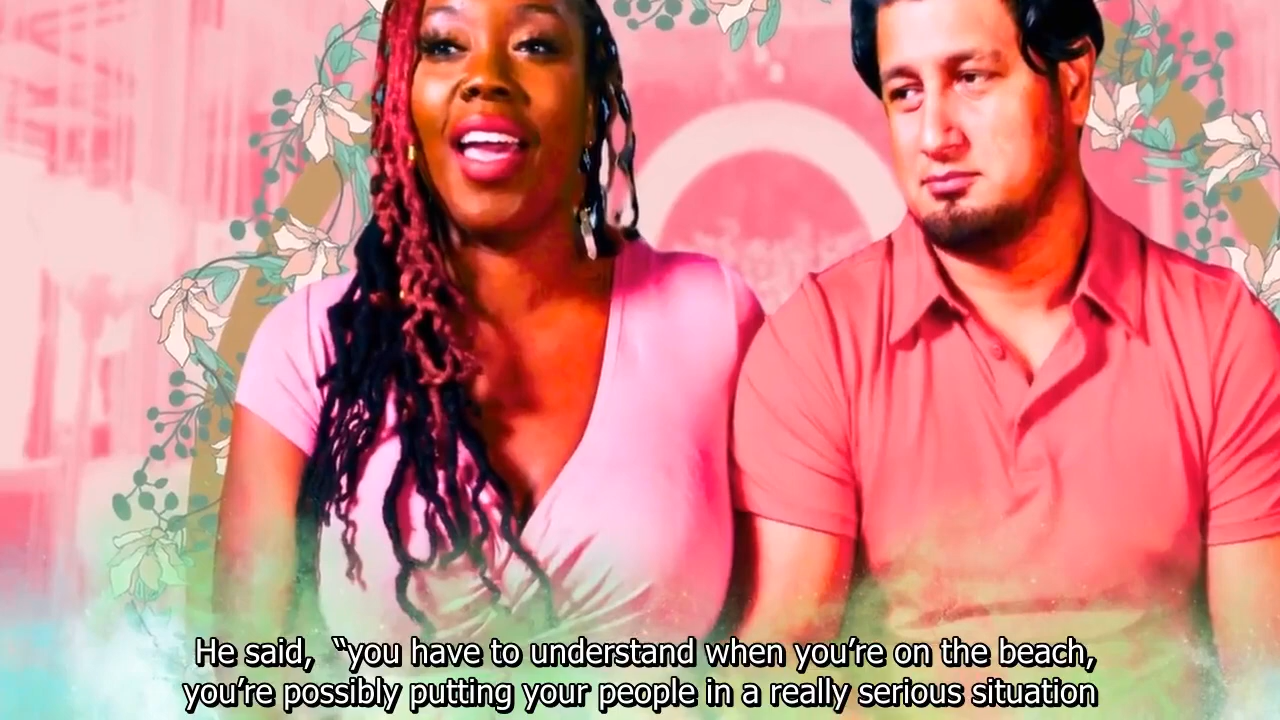 He said,  “you have to understand when you’re on the beach,
you’re possibly putting your people in a really serious situation